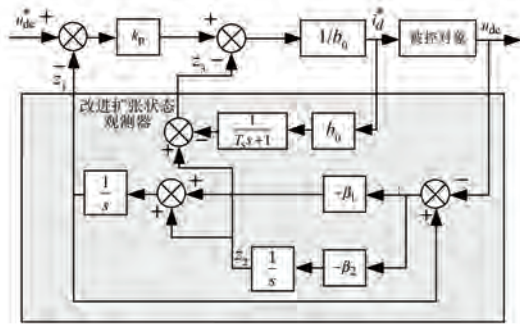 u*dc
+
+
kp
1/b0
i*d
被控对象
udc
−
z1
z3
−
改进扩张状态
观测器
1
Tss+1
b0
+
−
1
s
+
+
-β1
−
+
z2
1
s
-β2